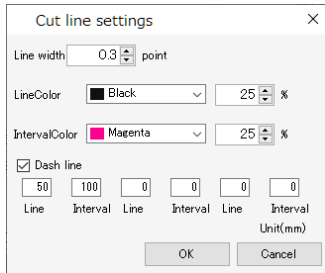 Cut line settings
Line width 0.3 point
LineColor Black 25 %
IntervalColor Magenta 25 %
Dash line
50 100 0 0 0 0
Line Interval Line Interval Line Interval
Unit(mm)
OK Cancel